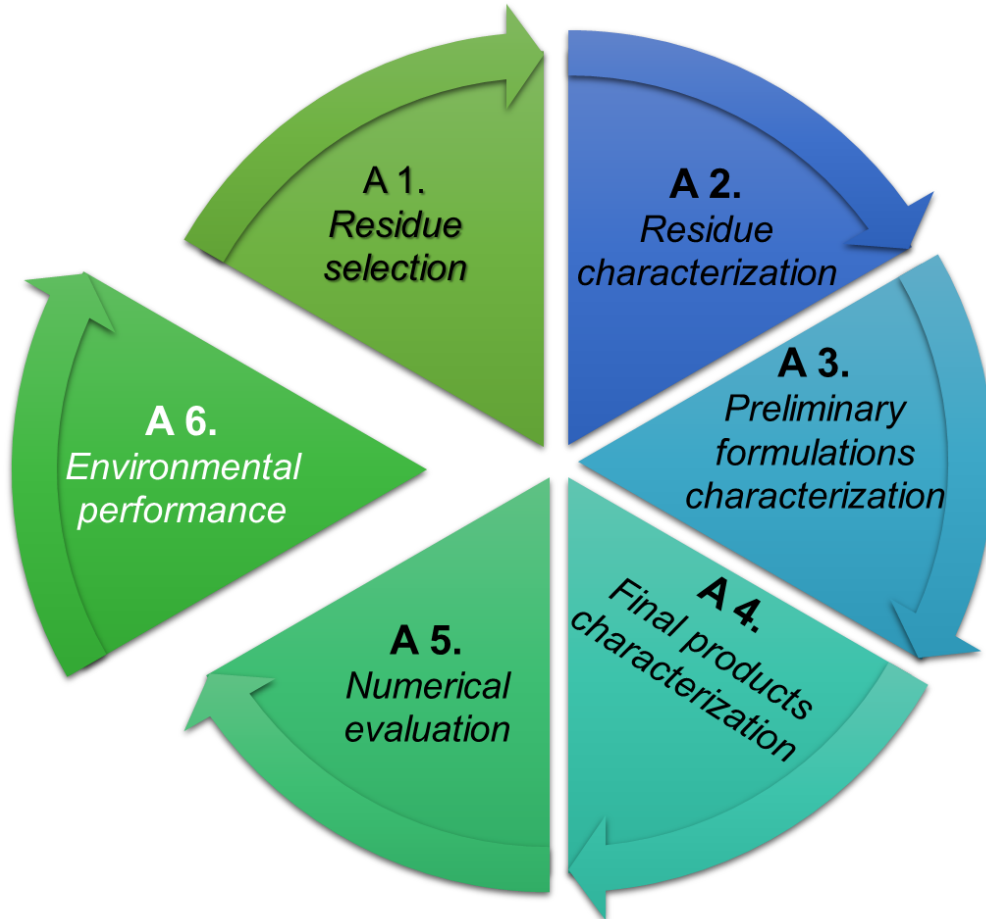 A 1.
Residue
selection
A 2.
Residue
characterization
A 3.
Preliminary
formulations
characterization
A 4.
Final products
characterization
A 5.
Numerical
evaluation
A 6.
Environmental
performance